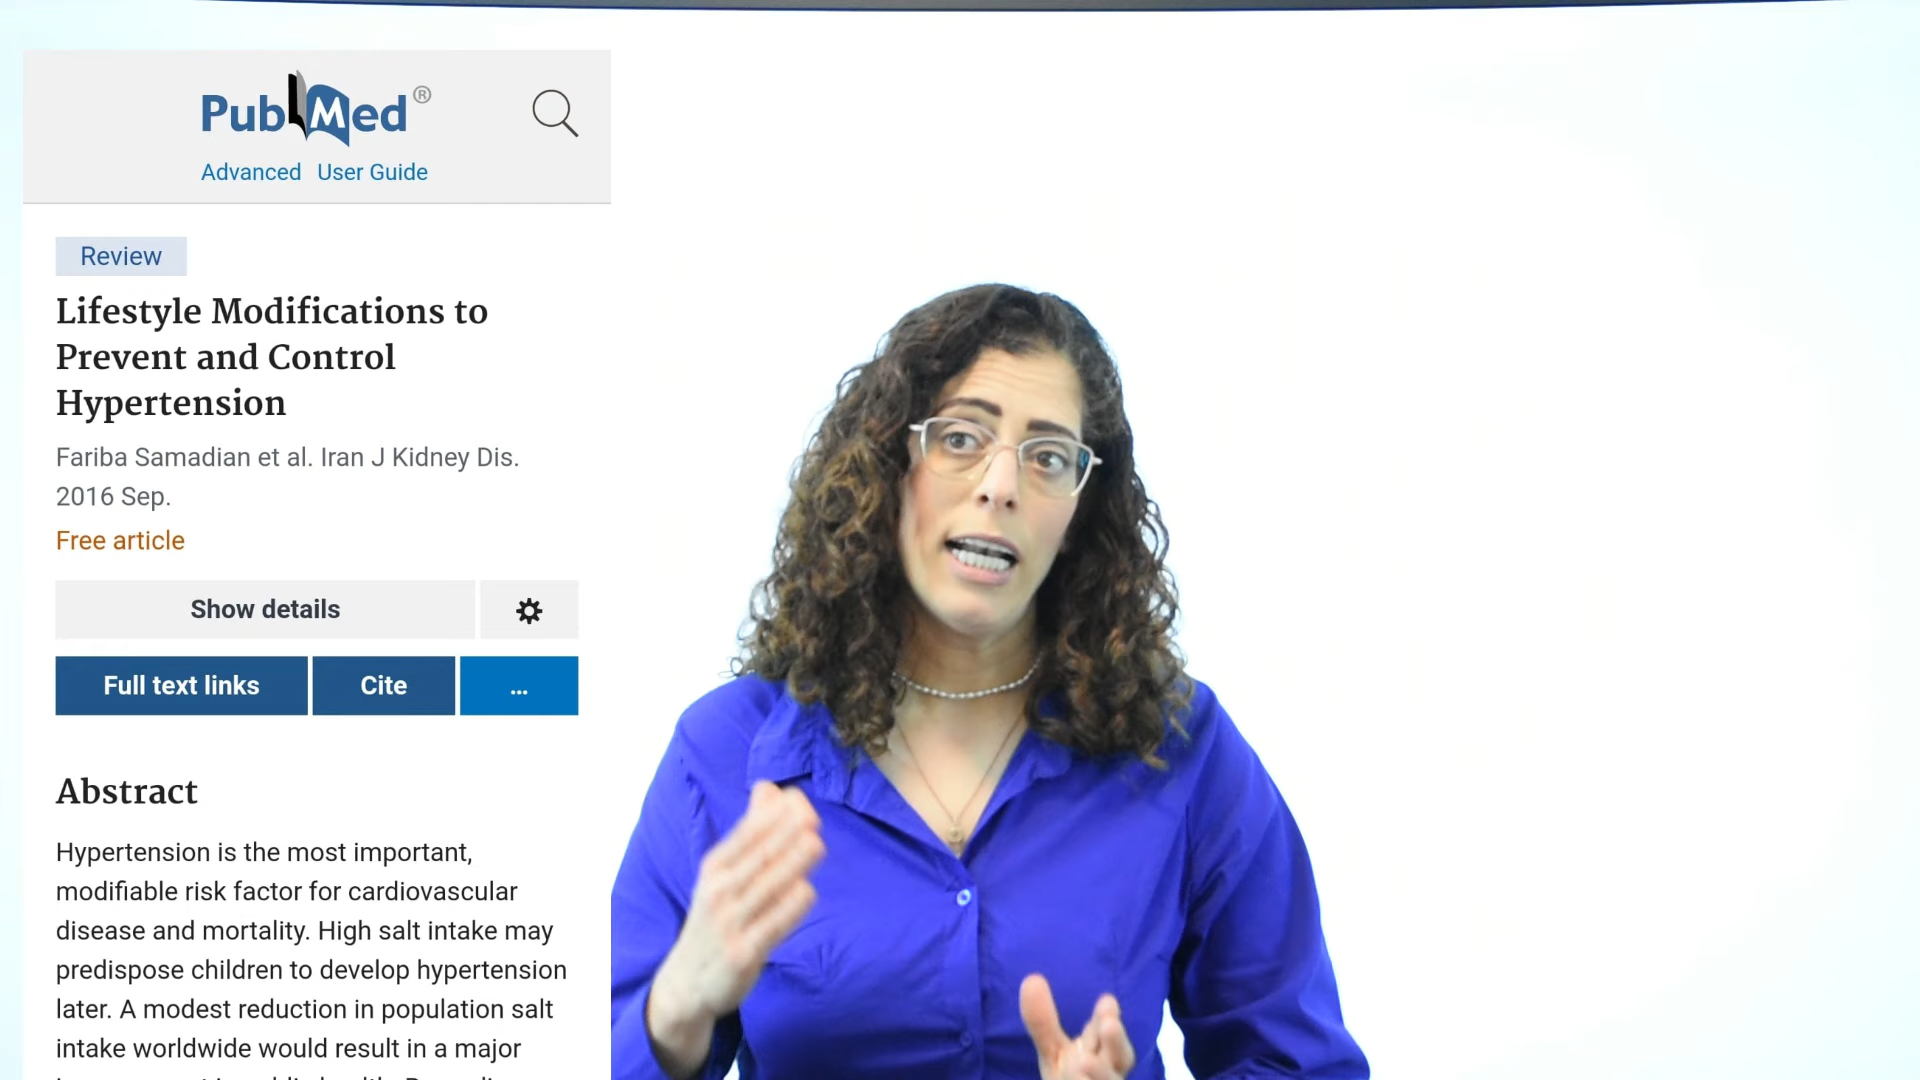 PubMed®
Advanced User Guide
Review
Lifestyle Modifications to
Prevent and Control
Hypertension
Fariba Samadian et al. Iran J Kidney Dis.
2016 Sep.
Free article
Show details
Full text links Cite ...
Abstract
Hypertension is the most important,
modifiable risk factor for cardiovascular
disease and mortality. High salt intake may
predispose children to develop hypertension
later. A modest reduction in population salt
intake worldwide would result in a major